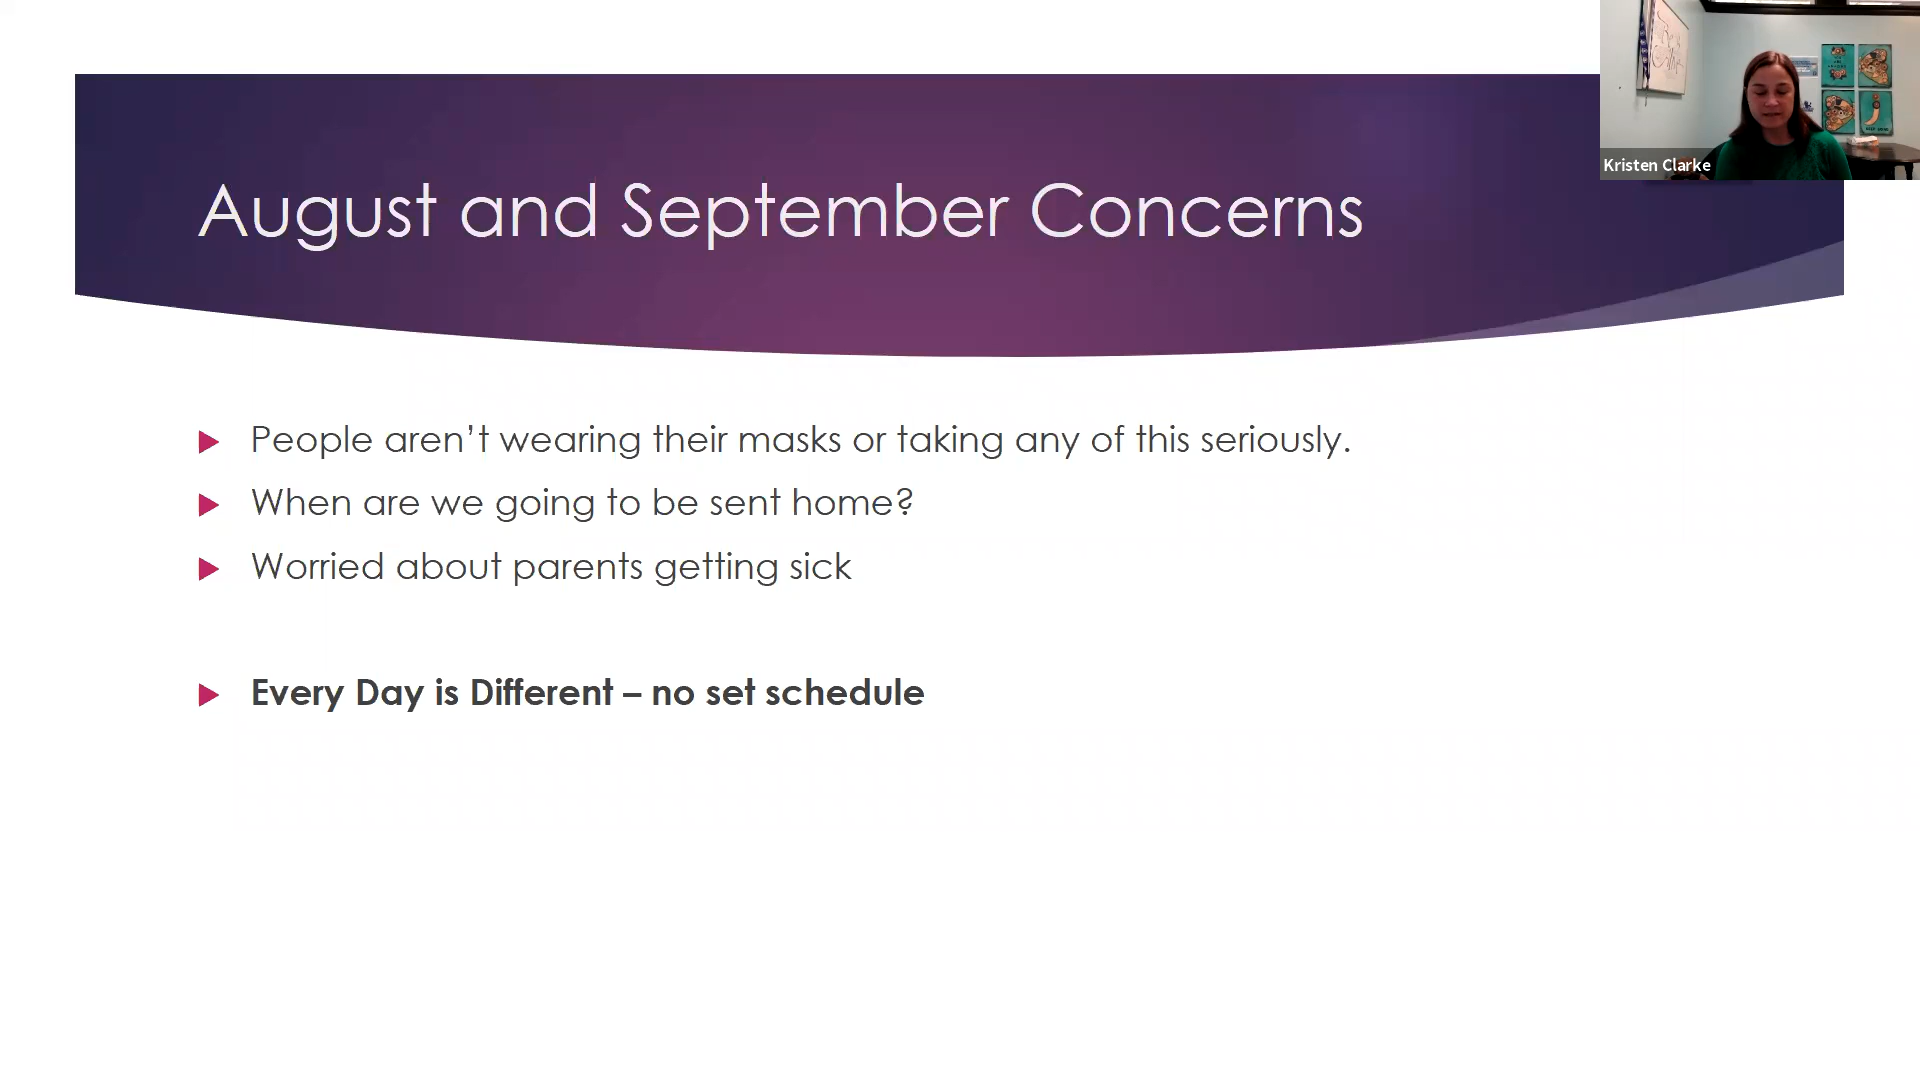 August and September Concerns
People aren't wearing their masks or taking any of this seriously.
When are we going to be sent home?
Worried about parents getting sick
Every Day is Different – no set schedule
Kristen Clarke